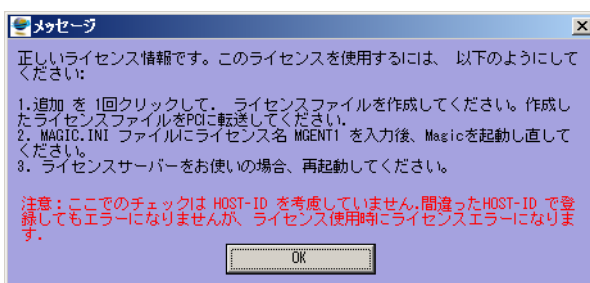 メッセージ
正しいライセンス情報です。このライセンスを使用するには、 以下のようにして
ください:
1.追加 を 1回クリックして. ライセンスファイルを作成してください。作成し
たライセンスファイルをPCに転送してください.
2. MAGIC.INI ファイルにライセンス名 MGENT1 を入力後、Magicを起動し直して
ください。
3. ライセンスサーバーをお使いの場合、再起動してください。
注意：ここでのチェックは HOST-ID を考慮していません.間違ったHOST-ID で登
録してもエラーになりませんが、ライセンス使用時にライセンスエラーになりま
す.
OK